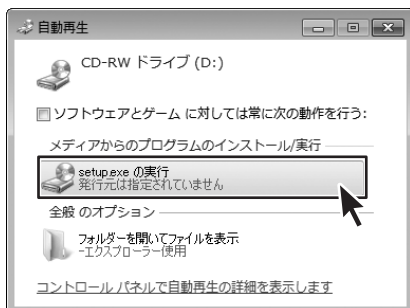 自動再生
CD-RW ドライブ (D:)
ソフトウェアとゲーム に対しては常に次の動作を行う:
メディアからのプログラムのインストール/実行
setup.exe の実行
発行元は指定されていません
全般 のオプション
フォルダーを開いてファイルを表示
-エクスプローラー使用
コントロール パネルで自動再生の詳細を表示します